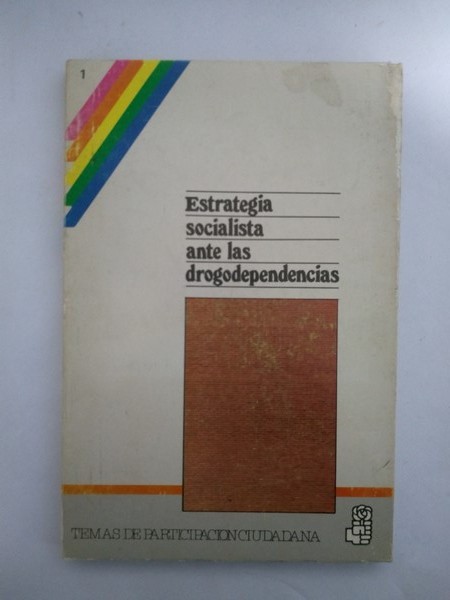 1
Estrategia
socialista
ante las
drogodependencias
TEMAS DE PARTICIPACION CIUDADANA